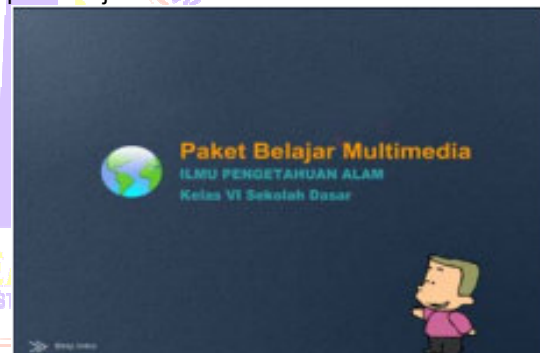 Paket Belajar Multimedia
ILMU PENGETAHUAN ALAM
Kelas VI Sekolah Dasar